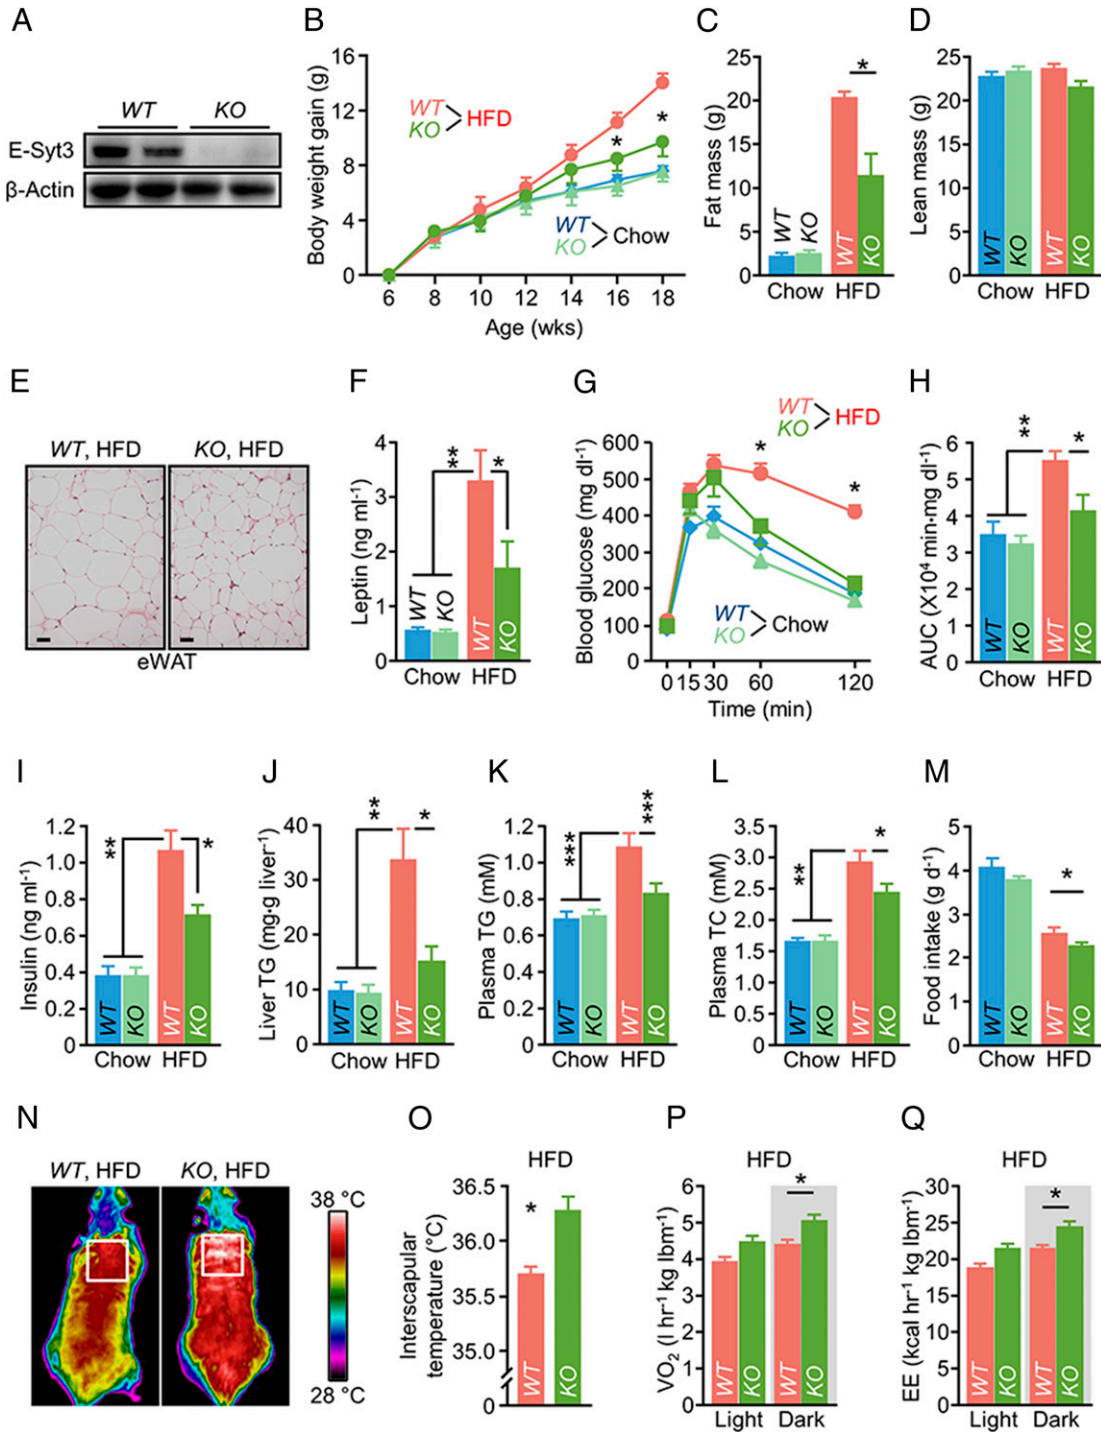 A
WT KO
E-Syt3
β-Actin
B
Body weight gain (g)
16
12
8
4
0
WT
KO
HFD
*
*
WT
KO
Chow
6 8 10 12 14 16 18
Age (wks)
C
Fat mass (g)
25
20
15
10
5
0
*
WT KO WT KO
Chow HFD
D
Lean mass (g)
25
20
15
10
5
0
WT KO WT KO
Chow HFD
E
WT, HFD KO, HFD
eWAT
F
Leptin (ng ml-1)
4
3
2
1
0
**
*
WT KO WT KO
Chow HFD
G
Blood glucose (mg dl-1)
600
500
400
300
200
100
0
WT
KO
HFD
*
*
WT
KO
Chow
0 15 30 60 120
Time (min)
H
AUC (X10⁴ min·mg dl-1)
6
5
4
3
2
1
0
**
*
WT KO WT KO
Chow HFD
I
Insulin (ng ml-1)
1.2
1.0
0.8
0.6
0.4
0.2
0
**
*
WT KO WT KO
Chow HFD
J
Liver TG (mg·g liver⁻¹)
40
30
20
10
0
**
*
WT KO WT KO
Chow HFD
K
Plasma TG (mM)
1.2
1.0
0.8
0.6
0.4
0.2
0
***
***
WT KO WT KO
Chow HFD
L
Plasma TC (mM)
3.5
3.0
2.5
2.0
1.5
1.0
0.5
0
**
*
WT KO WT KO
Chow HFD
M
Food intake (g d-1)
5
4
3
2
1
0
*
WT KO WT KO
Chow HFD
N
WT, HFD KO, HFD
38 °C
28 °C
O
HFD
Interscapular
temperature (°C)
36.5
36.0
35.5
35.0
0
*
WT KO
P
HFD
VO₂ (l hr-1 kg lbm-1)
6
5
4
3
2
1
0
*
WT KO WT KO
Light Dark
Q
HFD
EE (kcal hr-1 kg lbm-1)
30
25
20
15
10
5
0
*
WT KO WT KO
Light Dark